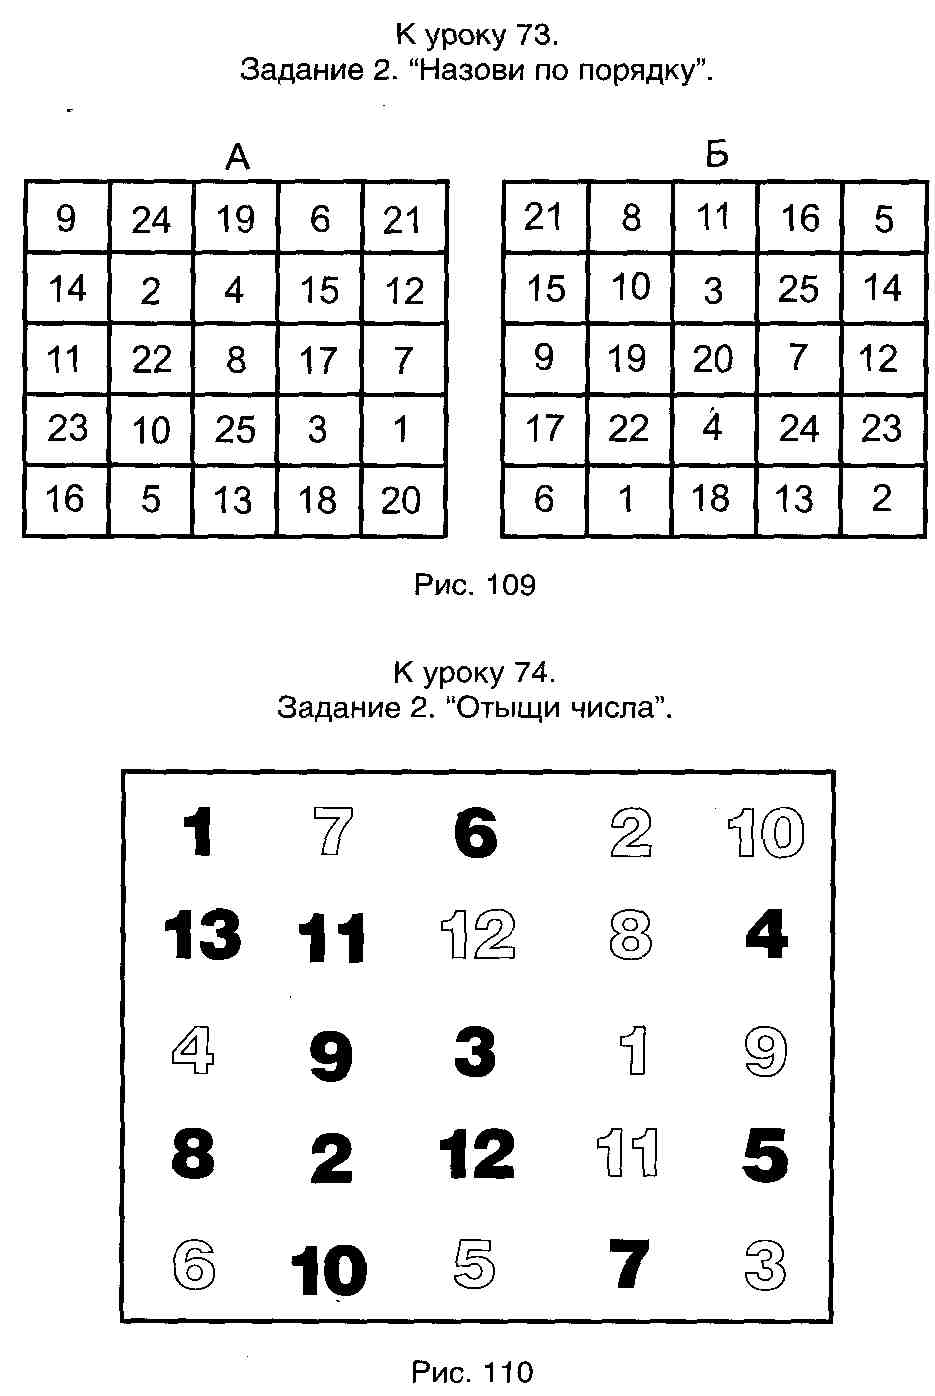 К уроку 73.
Задание 2. “Назови по порядку”.
А
9 24 19 6 21
14 2 4 15 12
11 22 8 17 7
23 10 25 3 1
16 5 13 18 20
Б
21 8 11 16 5
15 10 3 25 14
9 19 20 7 12
17 22 4 24 23
6 1 18 13 2
Рис. 109
К уроку 74.
Задание 2. “Отыщи числа”.
1 7 6 2 10
13 11 12 8 4
4 9 3 1 9
8 2 12 11 5
6 10 5 7 3
Рис. 110